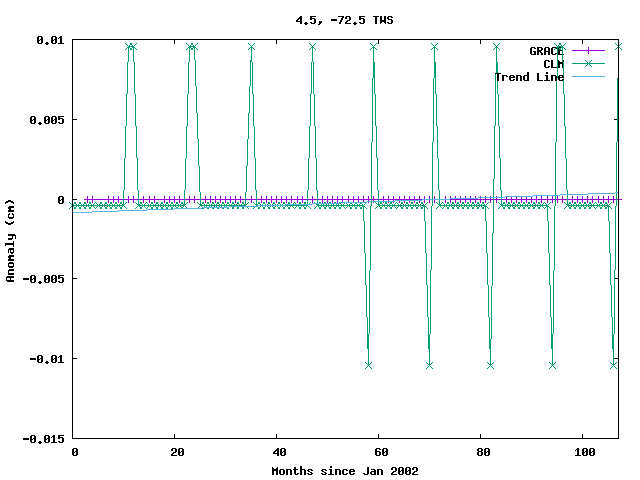 4.5, -72.5 TWS
0.01
0.005
0
-0.005
-0.01
-0.015
Anomaly (cm)
GRACE
CLM
Trend Line
0 20 40 60 80 100
Months since Jan 2002